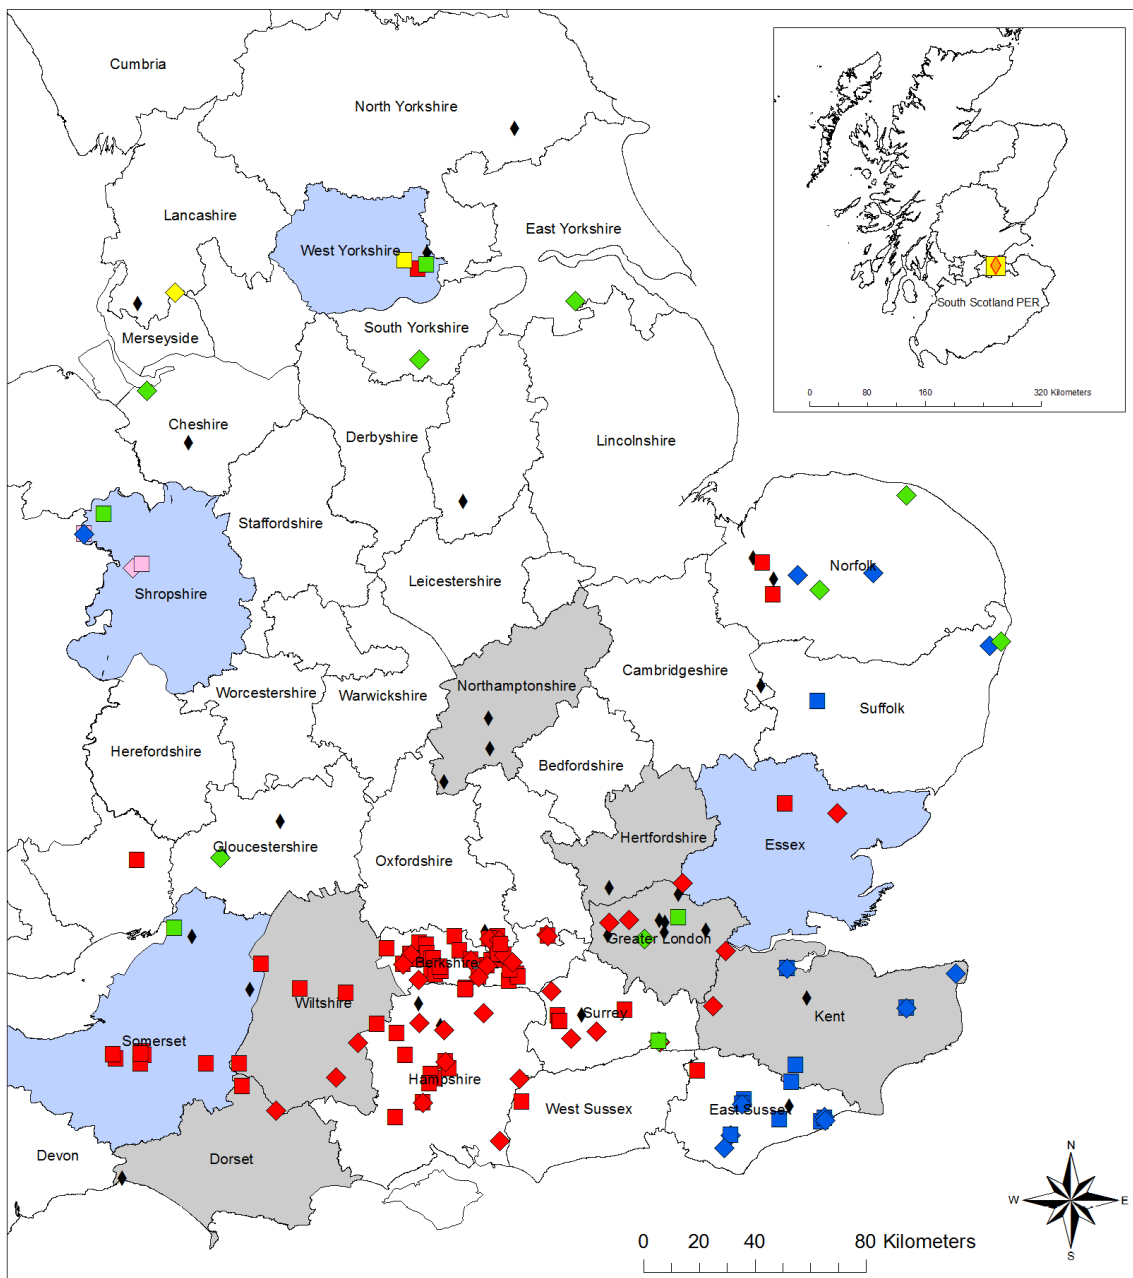 Cumbria
North Yorkshire
Lancashire
East Yorkshire
West Yorkshire
South Scotland PER
South Yorkshire
Merseyside
0 80 160 320 Kilometers
Cheshire
Derbyshire
Lincolnshire
Staffordshire
Norfolk
Leicestershire
Shropshire
Cambridgeshire
Northamptonshire
Worcestershire
Warwickshire
Suffolk
Herefordshire
Bedfordshire
Hertfordshire
Essex
Gloucestershire
Oxfordshire
Greater London
Berkshire
Wiltshire
Surrey
Kent
Somerset
Hampshire
West Sussex
East Sussex
Devon
Dorset
N
W E
S
0 20 40 80 Kilometers